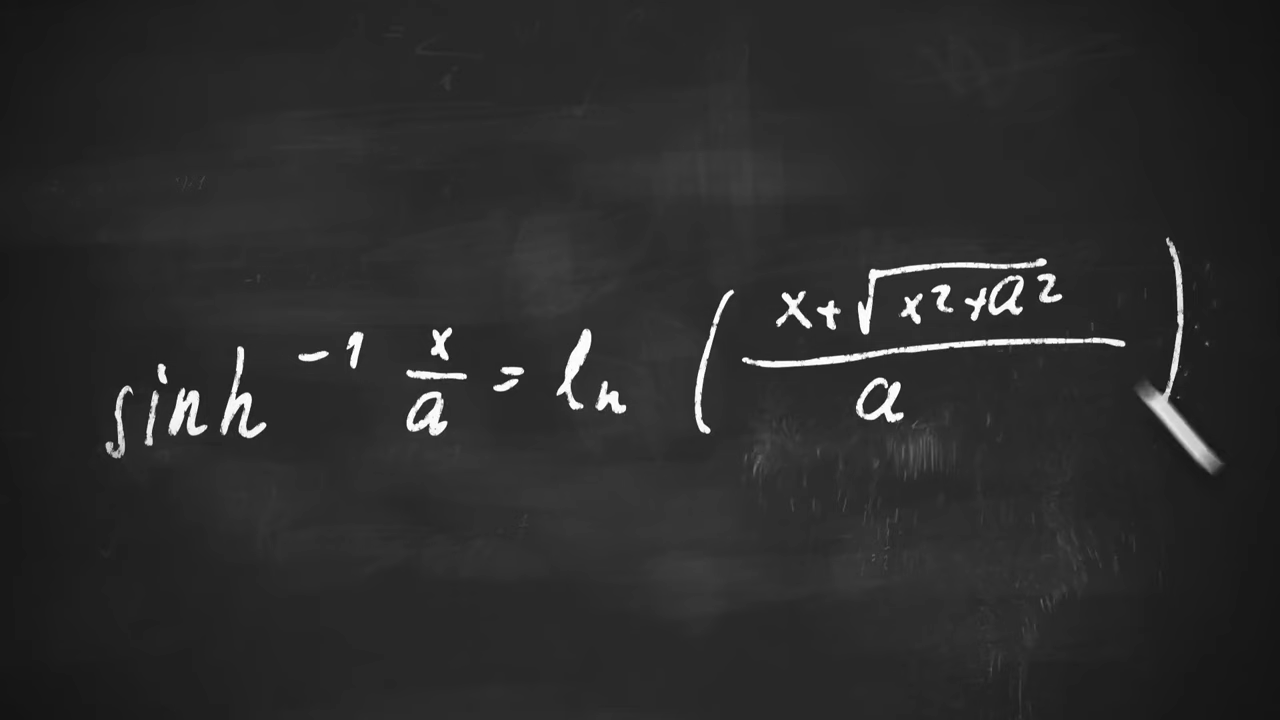 sinh⁻¹ x/a = ln ( (x+√(x²+a²))/a )